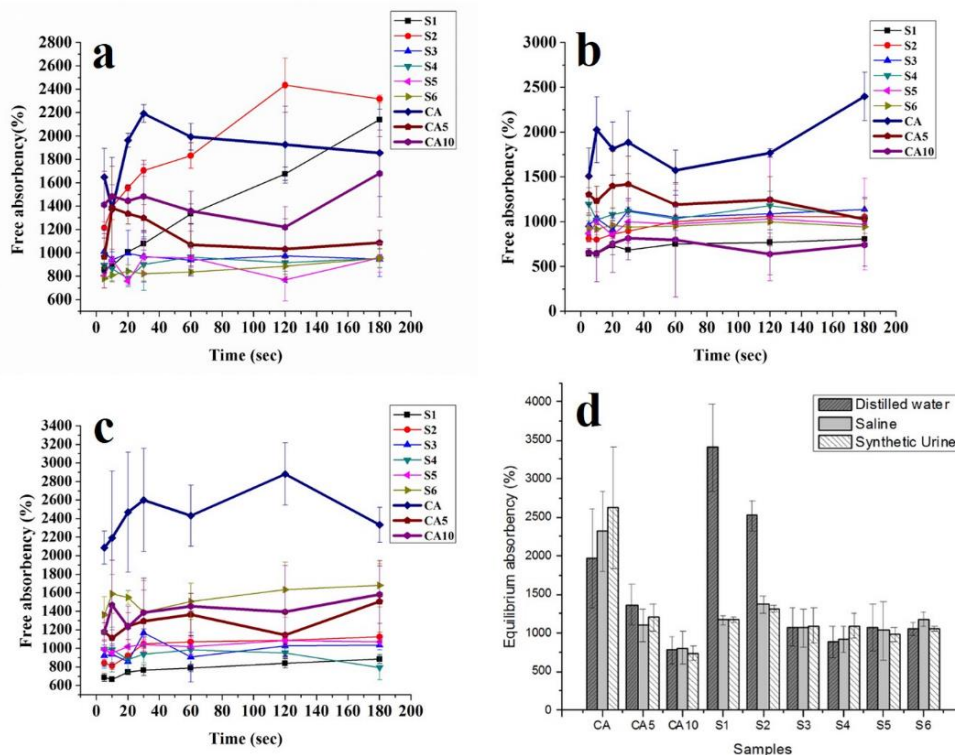 a
S1
S2
S3
S4
S5
S6
CA
CA5
CA10
2800
2600
2400
2200
2000
1800
1600
1400
1200
1000
800
600
Free absorbency(%)
0 20 40 60 80 100 120 140 160 180 200
Time (sec)
b
S1
S2
S3
S4
S5
S6
CA
CA5
CA10
3000
2500
2000
1500
1000
500
0
Free absorbency (%)
0 20 40 60 80 100 120 140 160 180 200
Time (sec)
c
S1
S2
S3
S4
S5
S6
CA
CA5
CA10
3400
3200
3000
2800
2600
2400
2200
2000
1800
1600
1400
1200
1000
800
600
Free absorbency (%)
0 20 40 60 80 100 120 140 160 180 200
Time (sec)
d
Distilled water
Saline
Synthetic Urine
4000
3500
3000
2500
2000
1500
1000
500
0
Equilibrium absorbency (%)
CA CA5 CA10 S1 S2 S3 S4 S5 S6
Samples